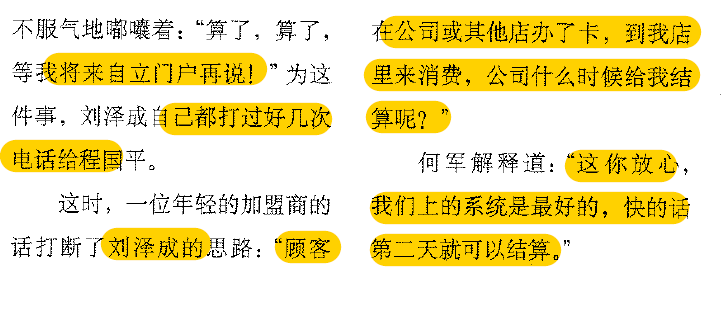 不服气地嘟囔着：“算了，算了，
等我将来自立门户再说！”为这
件事，刘泽成自己都打过好几次
电话给程国平。
这时，一位年轻的加盟商的
话打断了刘泽成的思路：“顾客
在公司或其他店办了卡，到我店
里来消费，公司什么时候给我结
算呢？”
何军解释道：“这你放心，
我们上的系统是最好的，快的话
第二天就可以结算。”